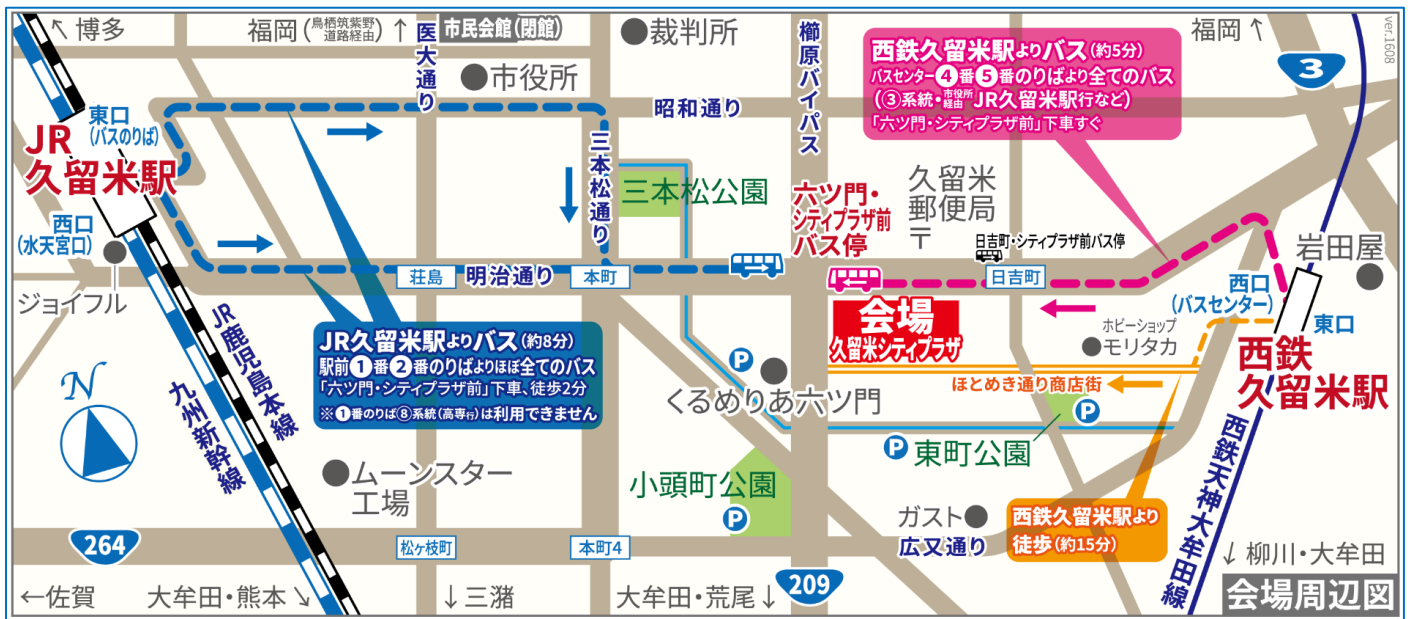 ↖博多
福岡(鳥栖筑紫野道路経由)↑
市民会館(閉館)
医大通り
●市役所
●裁判所
櫛原バイパス
西鉄久留米駅よりバス(約5分)
バスセンター④番⑤番のりばより全てのバス
(③系統・市役所経由JR久留米駅行など)
「六ツ門・シティプラザ前」下車すぐ
福岡↑
3
ver.1608
東口
(バスのりば)
JR
久留米駅
西口
(水天宮口)
ジョイフル
昭和通り
三本松通り
三本松公園
六ツ門・
シティプラザ前
バス停
久留米
郵便局
〒
日吉町・シティプラザ前バス停
岩田屋
荘島
明治通り
本町
日吉町
西口
(バスセンター)
東口
西鉄
久留米駅
会場
久留米シティプラザ
ホビーショップ
●モリタカ
ほとめき通り商店街
JR久留米駅よりバス(約8分)
駅前①番②番のりばよりほぼ全てのバス
「六ツ門・シティプラザ前」下車、徒歩2分
※①番のりば⑧系統(高専行)は利用できません
JR鹿児島本線
九州新幹線
N
P
くるめりあ六ツ門
P
P
東町公園
●ムーンスター
工場
小頭町公園
P
ガスト●
広又通り
西鉄久留米駅より
徒歩(約15分)
西鉄天神大牟田線
264
松ヶ枝町
本町4
209
←佐賀
大牟田・熊本↘
↓三潴
大牟田・荒尾↓
↓柳川・大牟田
会場周辺図